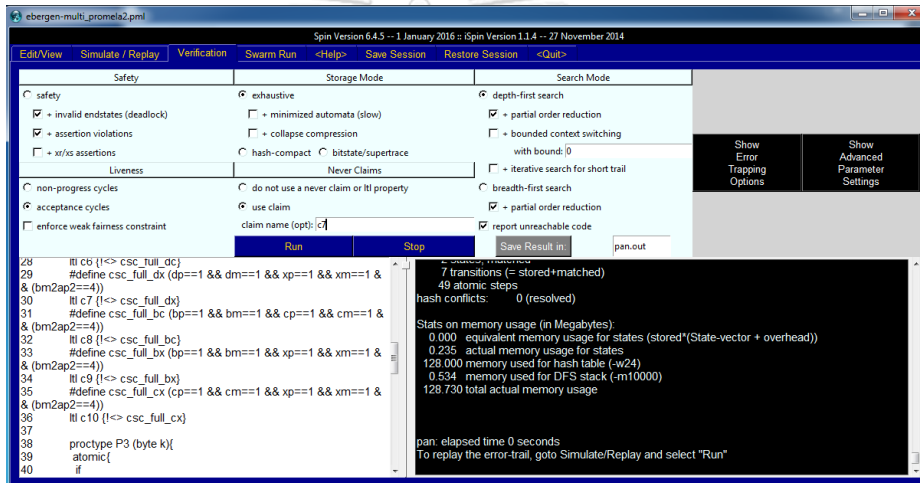 ebergen-multi_promela2.pml
Spin Version 6.4.5 -- 1 January 2016 :: iSpin Version 1.1.4 -- 27 November 2014
Edit/View Simulate / Replay Verification Swarm Run <Help> Save Session Restore Session <Quit>
Safety Storage Mode Search Mode
safety exhaustive depth-first search
+ invalid endstates (deadlock) + minimized automata (slow) + partial order reduction
+ assertion violations + collapse compression + bounded context switching
+ xr/xs assertions hash-compact bitstate/supertrace with bound: 0
Liveness Never Claims + iterative search for short trail
non-progress cycles do not use a never claim or ltl property breadth-first search
acceptance cycles use claim + partial order reduction
enforce weak fairness constraint claim name (opt): c7 report unreachable code
Run Stop Save Result in: pan.out
Show
Error
Trapping
Options
Show
Advanced
Parameter
Settings
28 ltl c6 {!<> csc_full_dc}
29 #define csc_full_dx (dp==1 && dm==1 && xp==1 && xm==1 &
& (bm2ap2==4))
30 ltl c7 {!<> csc_full_dx}
31 #define csc_full_bc (bp==1 && bm==1 && cp==1 && cm==1 &
& (bm2ap2==4))
32 ltl c8 {!<> csc_full_bc}
33 #define csc_full_bx (bp==1 && bm==1 && xp==1 && xm==1 &
& (bm2ap2==4))
34 ltl c9 {!<> csc_full_bx}
35 #define csc_full_cx (cp==1 && cm==1 && xp==1 && xm==1 &
& (bm2ap2==4))
36 ltl c10 {!<> csc_full_cx}
37
38 proctype P3 (byte k){
39 atomic{
40 if
2 states, matched
7 transitions (= stored+matched)
49 atomic steps
hash conflicts: 0 (resolved)
Stats on memory usage (in Megabytes):
0.000 equivalent memory usage for states (stored*(State-vector + overhead))
0.235 actual memory usage for states
128.000 memory used for hash table (-w24)
0.534 memory used for DFS stack (-m10000)
128.730 total actual memory usage
pan: elapsed time 0 seconds
To replay the error-trail, goto Simulate/Replay and select "Run"